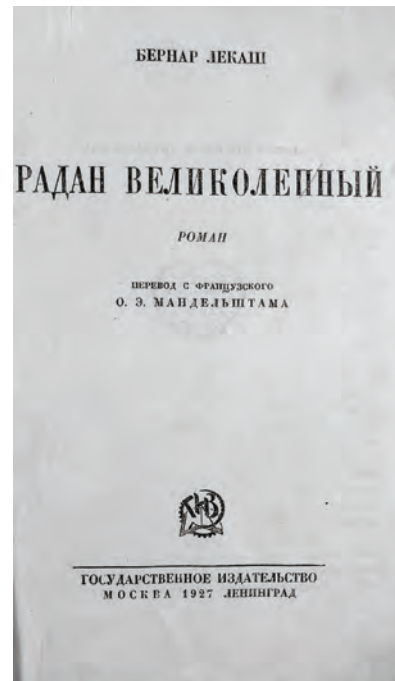 БЕРНАР ЛЕКАШ
РАДАН ВЕЛИКОЛЕПНЫЙ
РОМАН
ПЕРЕВОД С ФРАНЦУЗСКОГО
О. Э. МАНДЕЛЬШТАМА
ГИЗ
ГОСУДАРСТВЕННОЕ ИЗДАТЕЛЬСТВО
МОСКВА 1927 ЛЕНИНГРАД